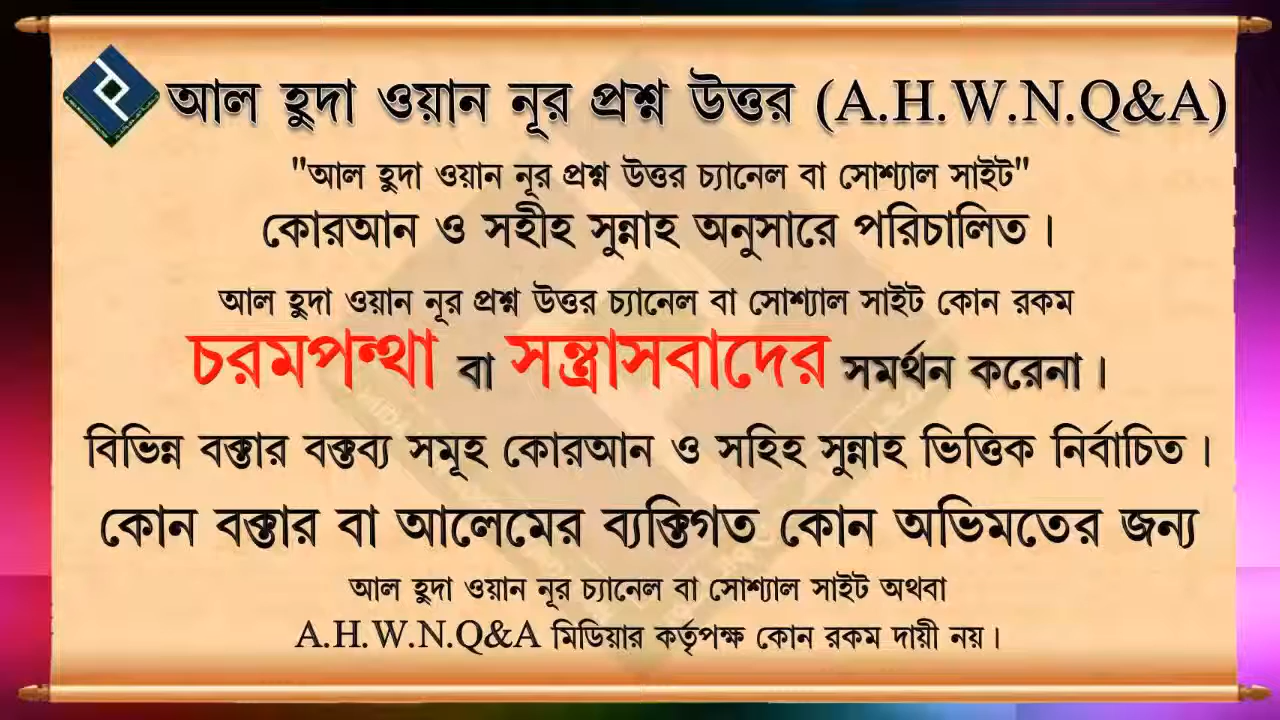 আল হুদা ওয়ান নূর প্রশ্ন উত্তর (A.H.W.N.Q&A)
"আল হুদা ওয়ান নূর প্রশ্ন উত্তর চ্যানেল বা সোশ্যাল সাইট"
কোরআন ও সহীহ সুন্নাহ অনুসারে পরিচালিত।
আল হুদা ওয়ান নূর প্রশ্ন উত্তর চ্যানেল বা সোশ্যাল সাইট কোন রকম
চরমপন্থা বা সন্ত্রাসবাদের সমর্থন করেনা।
বিভিন্ন বক্তার বক্তব্য সমূহ কোরআন ও সহিহ সুন্নাহ ভিত্তিক নির্বাচিত।
কোন বক্তার বা আলেমের ব্যক্তিগত কোন অভিমতের জন্য
আল হুদা ওয়ান নূর চ্যানেল বা সোশ্যাল সাইট অথবা
A.H.W.N.Q&A মিডিয়ার কর্তৃপক্ষ কোন রকম দায়ী নয়।